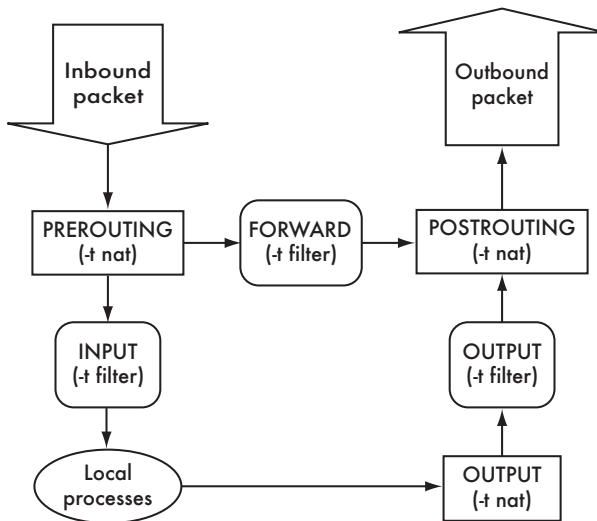 Inbound
packet
Outbound
packet
PREROUTING
(-t nat)
FORWARD
(-t filter)
POSTROUTING
(-t nat)
INPUT
(-t filter)
OUTPUT
(-t filter)
Local
processes
OUTPUT
(-t nat)